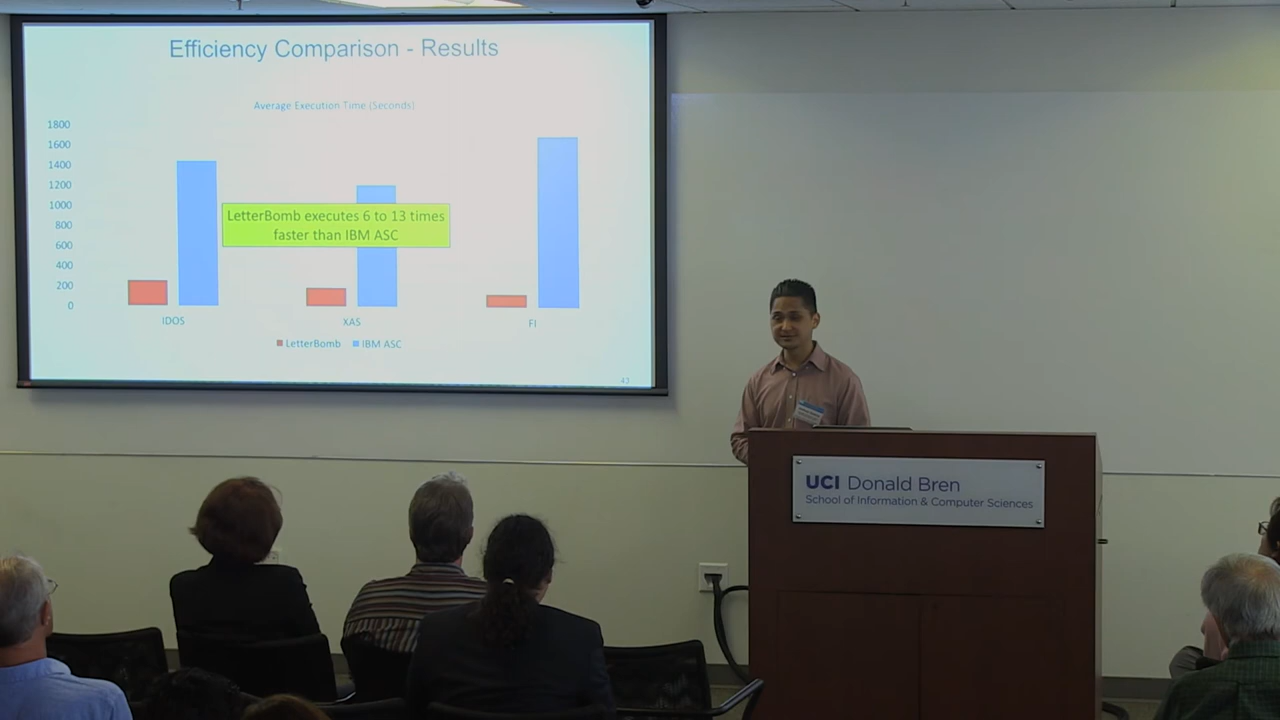 Efficiency Comparison - Results
Average Execution Time (Seconds)
1800
1600
1400
1200
1000
800
600
400
200
0
LetterBomb executes 6 to 13 times
faster than IBM ASC
IDOS
XAS
FI
LetterBomb
IBM ASC
43
UCI Donald Bren
School of Information & Computer Sciences